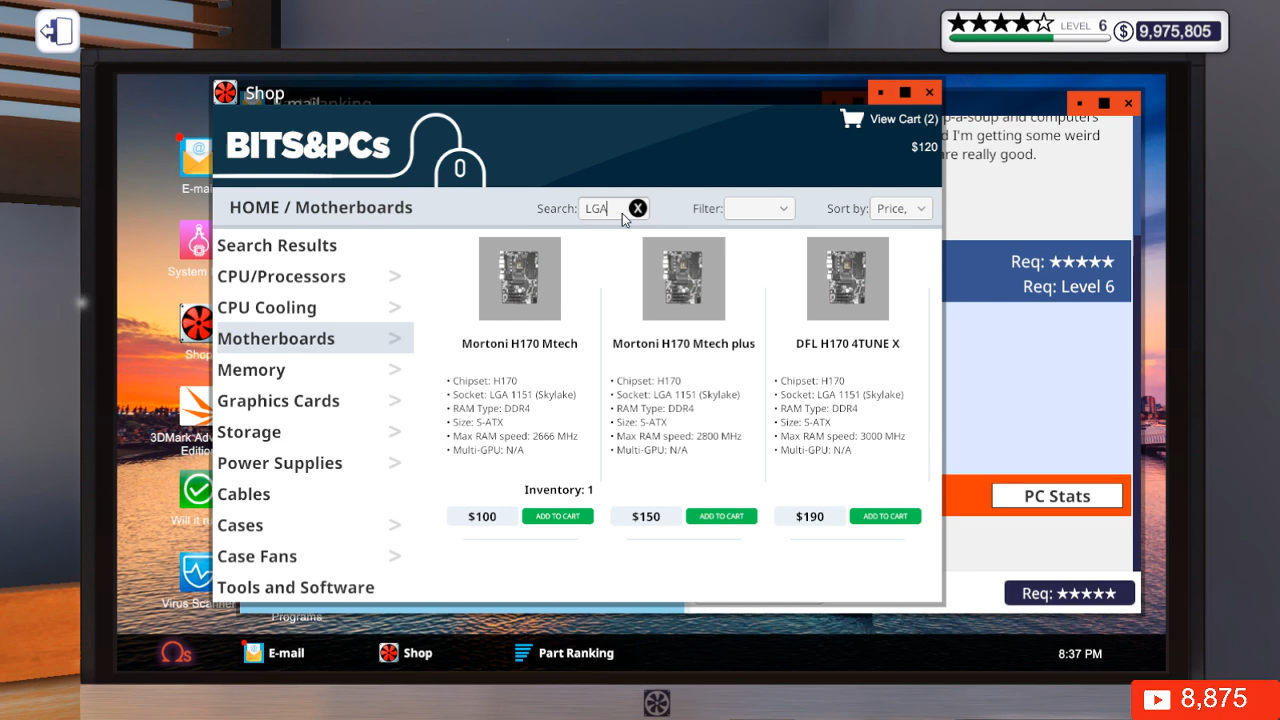 LEVEL 6 $ 9,975,805
Shop
View Cart (2)
$120
BITS&PCs
HOME / Motherboards
Search: LGA X
Filter:
Sort by: Price,
Search Results
CPU/Processors >
CPU Cooling >
Motherboards >
Memory >
Graphics Cards >
Storage >
Power Supplies >
Cables
Cases >
Case Fans >
Tools and Software
Mortoni H170 Mtech
• Chipset: H170
• Socket: LGA 1151 (Skylake)
• RAM Type: DDR4
• Size: S-ATX
• Max RAM speed: 2666 MHz
• Multi-GPU: N/A
Inventory: 1
$100 ADD TO CART
Mortoni H170 Mtech plus
• Chipset: H170
• Socket: LGA 1151 (Skylake)
• RAM Type: DDR4
• Size: S-ATX
• Max RAM speed: 2800 MHz
• Multi-GPU: N/A
$150 ADD TO CART
DFL H170 4TUNE X
• Chipset: H170
• Socket: LGA 1151 (Skylake)
• RAM Type: DDR4
• Size: S-ATX
• Max RAM speed: 3000 MHz
• Multi-GPU: N/A
$190 ADD TO CART
p-a-soup and computers
d I'm getting some weird
re really good.
Req: ★★★★★
Req: Level 6
PC Stats
Req: ★★★★★
E-ma
System
Shop
3DMark Adv
Editio
Will it ru
Virus Sca
Programs
E-mail
Shop
Part Ranking
8:37 PM
8,875